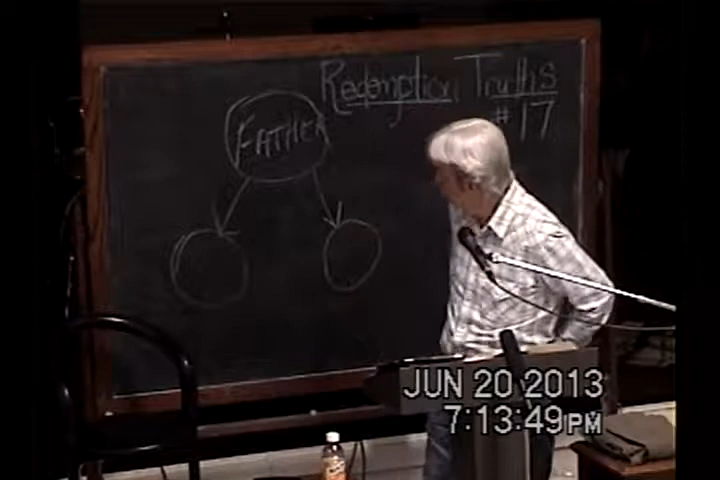 Redemption Truths
#17
FATHER
JUN 20 2013
7:13:49PM